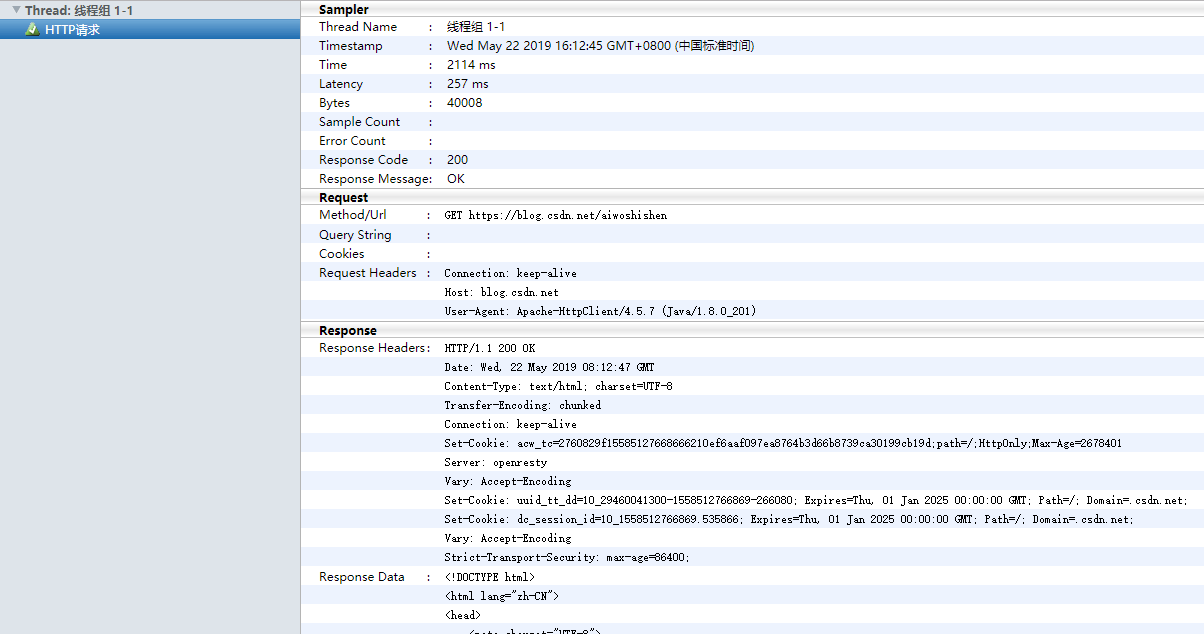 Thread: 线程组 1-1
HTTP请求
Sampler
Thread Name : 线程组 1-1
Timestamp : Wed May 22 2019 16:12:45 GMT+0800 (中国标准时间)
Time : 2114 ms
Latency : 257 ms
Bytes : 40008
Sample Count :
Error Count :
Response Code : 200
Response Message: OK
Request
Method/Url : GET https://blog.csdn.net/aiwoshishen
Query String :
Cookies :
Request Headers : Connection: keep-alive
Host: blog.csdn.net
User-Agent: Apache-HttpClient/4.5.7 (Java/1.8.0_201)
Response
Response Headers: HTTP/1.1 200 OK
Date: Wed, 22 May 2019 08:12:47 GMT
Content-Type: text/html; charset=UTF-8
Transfer-Encoding: chunked
Connection: keep-alive
Set-Cookie: acw_tc=2760829f15585127668666210ef6aaf097ea8764b3d66b8739ca30199cb19d;path=/;HttpOnly;Max-Age=2678401
Server: openresty
Vary: Accept-Encoding
Set-Cookie: uuid_tt_dd=10_29460041300-1558512766869-266080; Expires=Thu, 01 Jan 2025 00:00:00 GMT; Path=/; Domain=.csdn.net;
Set-Cookie: dc_session_id=10_1558512766869.535866; Expires=Thu, 01 Jan 2025 00:00:00 GMT; Path=/; Domain=.csdn.net;
Vary: Accept-Encoding
Strict-Transport-Security: max-age=86400;
Response Data : <!DOCTYPE html>
<html lang="zh-CN">
<head>
<meta charset="UTF-8">